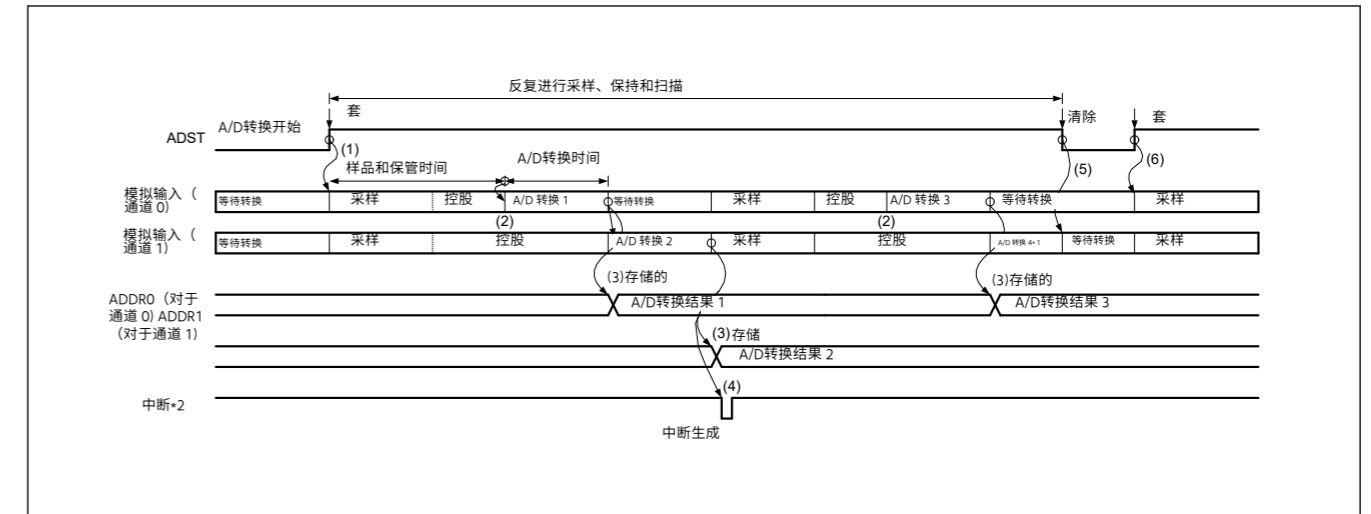 反复进行采样、保持和扫描
套
清除
套
A/D转换开始
ADST
(1)
A/D转换时间
(5)
(6)
样品和保管时间
模拟输入（
通道 0)
等待转换
采样
控股
A/D 转换 1
等待转换
采样
控股
A/D 转换 3
等待转换
采样
(2)
(2)
模拟输入（
通道 1)
等待转换
采样
控股
A/D 转换 2
采样
控股
A/D 转换 4*1
等待转换
采样
(3)存储的
(3)存储的
ADDR0（对于
通道 0) ADDR1
（对于通道 1)
A/D转换结果 1
A/D转换结果 3
(3)存储
A/D转换结果 2
(4)
中断*2
中断生成